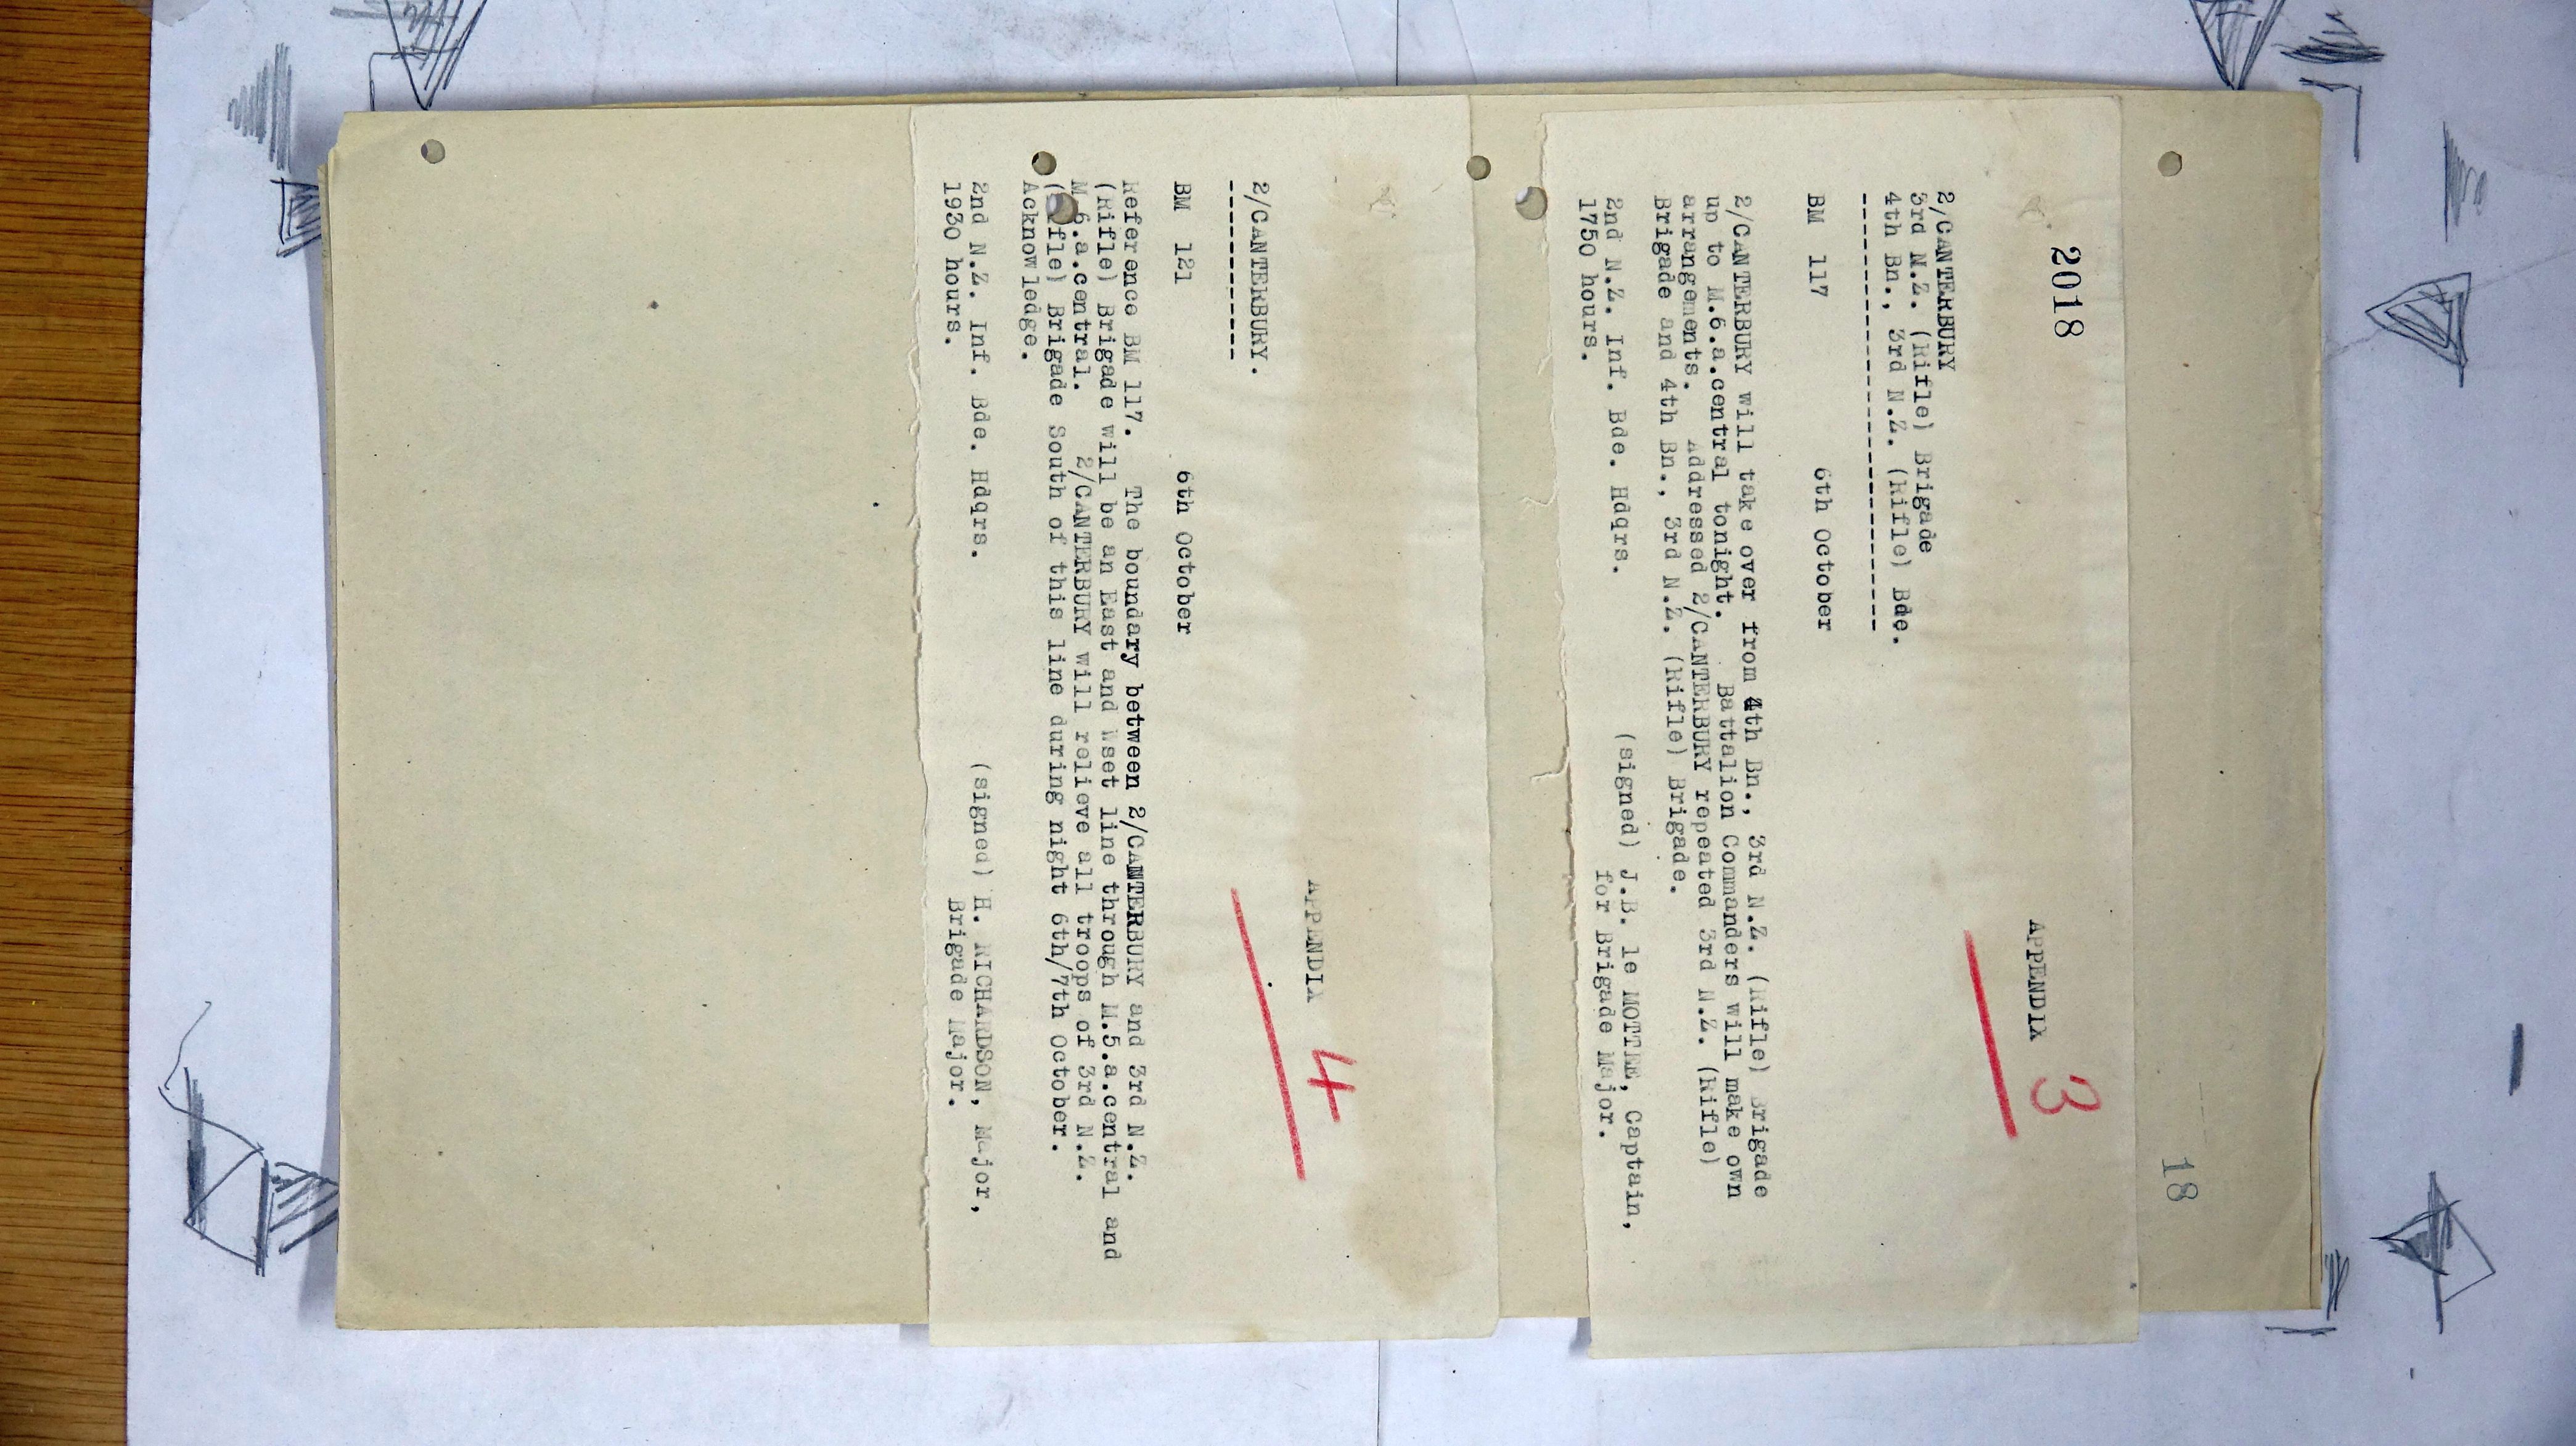 18
2018
APPENDIX 3
2/CANTERBURY
3rd N.Z. (Rifle) Brigade
4th Bn., 3rd N.Z. (Rifle) Bde.
-----------------------------
BM 117 6th October
2/CANTERBURY will take over from 4th Bn., 3rd N.Z. (Rifle) Brigade
up to M.6.a.central tonight. Battalion Commanders will make own
arrangements. Addressed 2/CANTERBURY repeated 3rd N.Z. (Rifle)
Brigade and 4th Bn., 3rd N.Z. (Rifle) Brigade.
2nd N.Z. Inf. Bde. Hdqrs. (signed) J.B. le MOTTEE, Captain,
1750 hours. for Brigade Major.
APPENDIX 4
2/CANTERBURY.
-------------
BM 121 6th October
Reference BM 117. The boundary between 2/CANTERBURY and 3rd N.Z.
(Rifle) Brigade will be an East and Wset line through M.5.a.central and
M.6.a.central. 2/CANTERBURY will relieve all troops of 3rd N.Z.
(Rifle) Brigade South of this line during night 6th/7th October.
Acknowledge.
2nd N.Z. Inf. Bde. Hdqrs. (signed) H. RICHARDSON, Major,
1930 hours. Brigade Major.